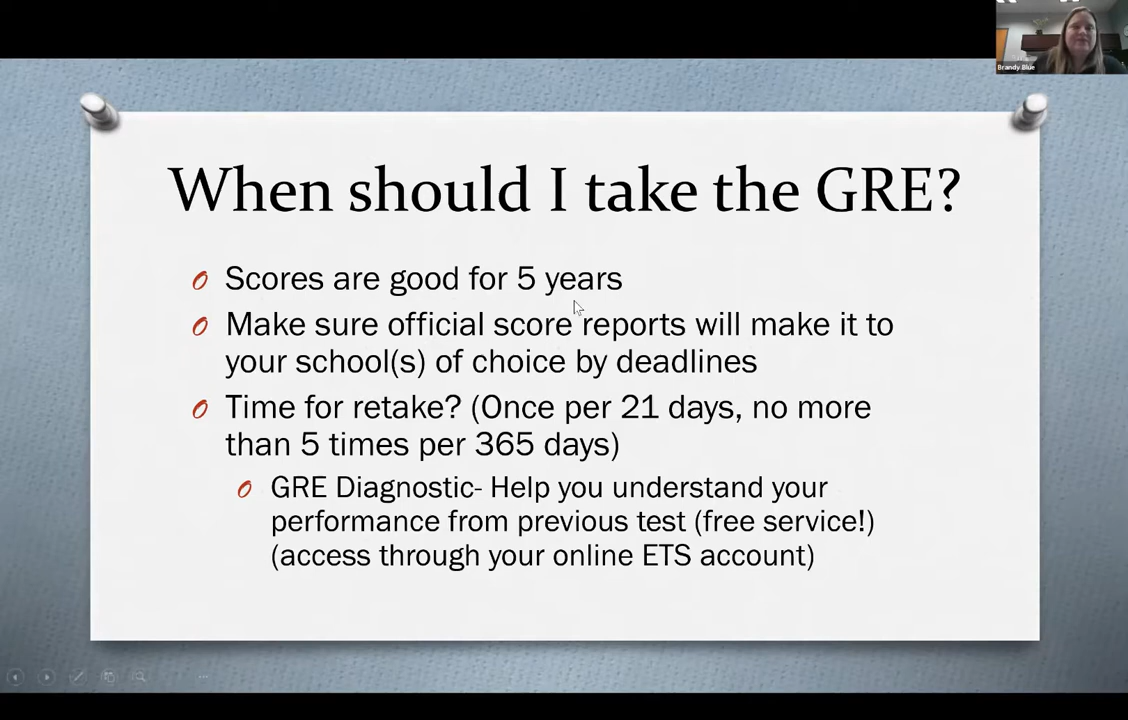 Brandy Blue
When should I take the GRE?
Scores are good for 5 years
Make sure official score reports will make it to
your school(s) of choice by deadlines
Time for retake? (Once per 21 days, no more
than 5 times per 365 days)
GRE Diagnostic- Help you understand your
performance from previous test (free service!)
(access through your online ETS account)